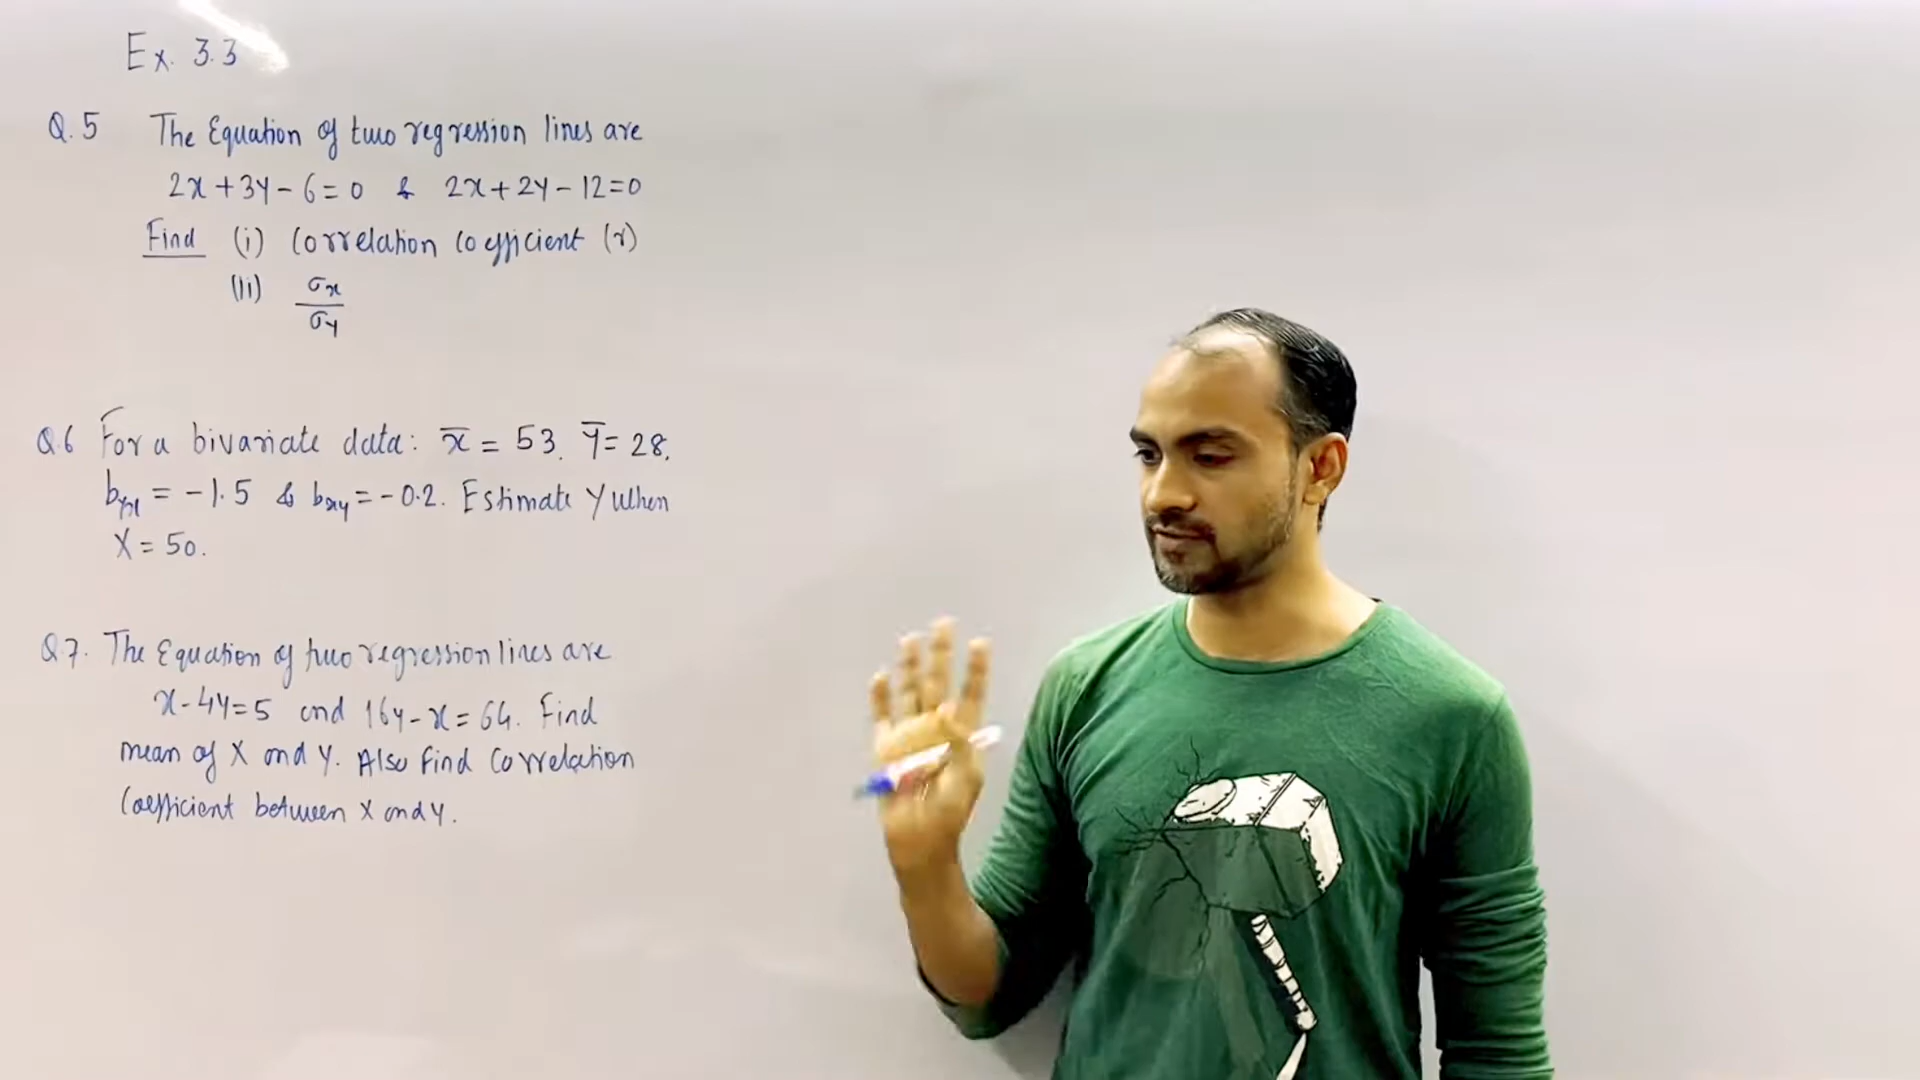 Ex. 3.3
Q.5 The Equation of two regression lines are
2x + 3y - 6 = 0 & 2x + 2y - 12 = 0
Find (i) Correlation Coefficient (r)
(ii) σx/σy
Q.6 For a bivariate data: x̄ = 53, ȳ = 28,
byx = -1.5 & bxy = -0.2. Estimate Y when
X = 50.
Q.7. The Equation of two regression lines are
x - 4y = 5 and 16y - x = 64. Find
mean of X and Y. Also Find Correlation
Coefficient between X and Y.